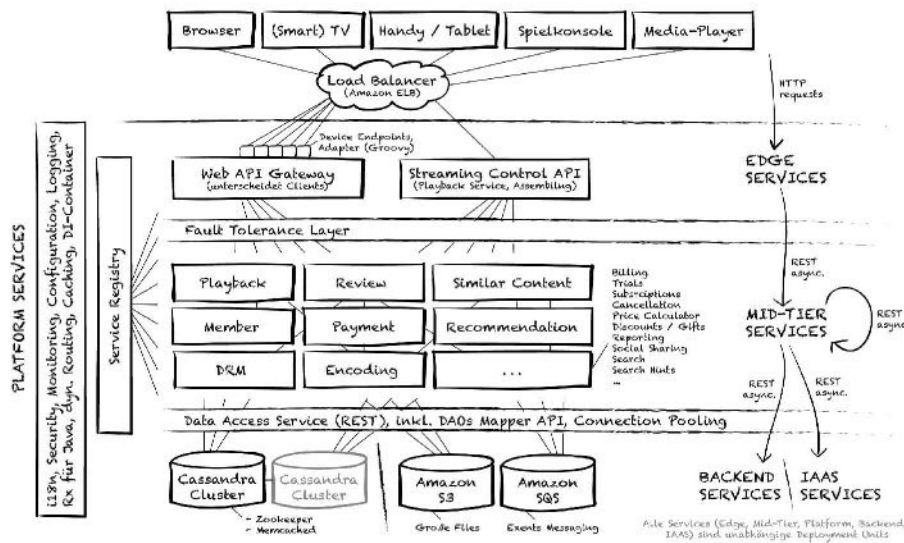 Browser
(Smart) TV
Handy / Tablet
Spielkonsole
Media-Player
Load Balancer
(Amazon ELB)
HTTP
requests
Device Endpoints,
Adapter (Groovy)
Web API Gateway
(unterscheidet Clients)
Streaming Control API
(Playback Service, Assembling)
EDGE
SERVICES
PLATFORM SERVICES
i18n, Security, Monitoring, Configuration, Logging,
Rx für Java, dyn. Routing, Caching, DI-Container
Service Registry
Fault Tolerance Layer
REST
async.
Playback
Review
Similar Content
Member
Payment
Recommendation
DRM
Encoding
...
Billing
Trials
Subscriptions
Cancellation
Price Calculator
Discounts / Gifts
Reporting
Social Sharing
Search
Search Hints
...
MID-TIER
SERVICES
REST
async.
REST
async.
REST
async.
Data Access Service (REST), inkl. DAOs Mapper API, Connection Pooling
Cassandra
Cluster
Cassandra
Cluster
Amazon
S3
Amazon
SQS
- Zookeeper
- Memcached
Große Files
Events Messaging
BACKEND
SERVICES
IAAS
SERVICES
Alle Services (Edge, Mid-Tier, Platform, Backend,
IAAS) sind unabhängige Deployment Units